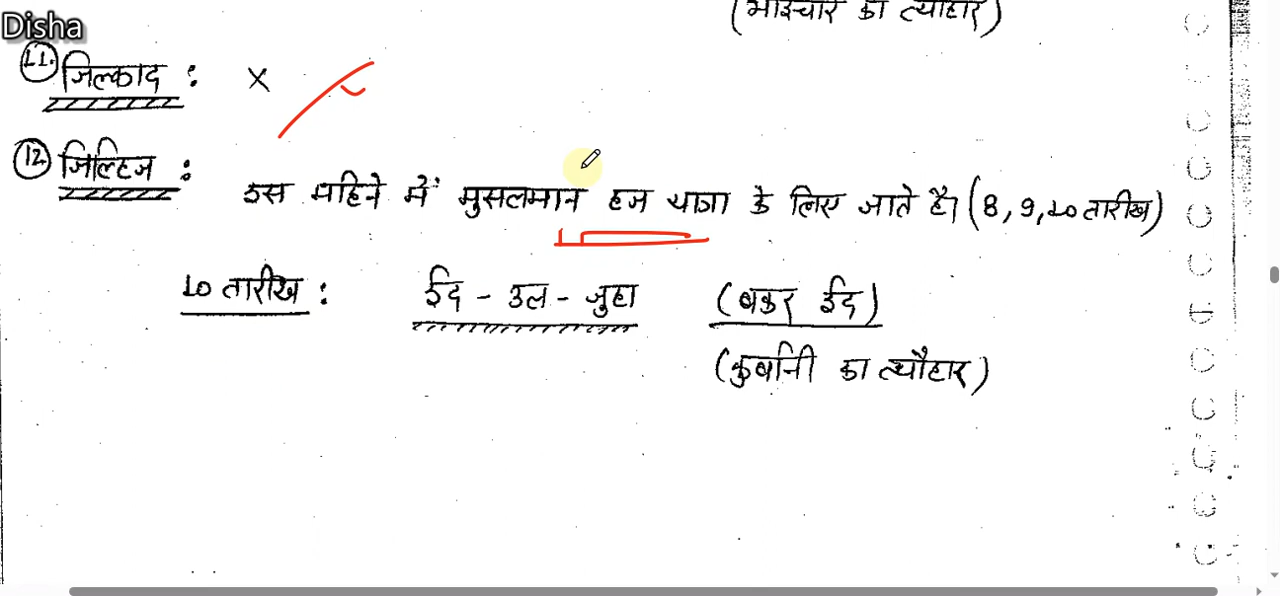 (भाईचारे का त्यौहार)
Disha
11. जिल्काद : ×
12. जिल्हिज : इस महिने में मुसलमान हज यात्रा के लिए जाते है। (8, 9, 10 तारीख)
10 तारीख : ईद - उल - जुहा (बकर ईद)
(कुर्बानी का त्यौहार)